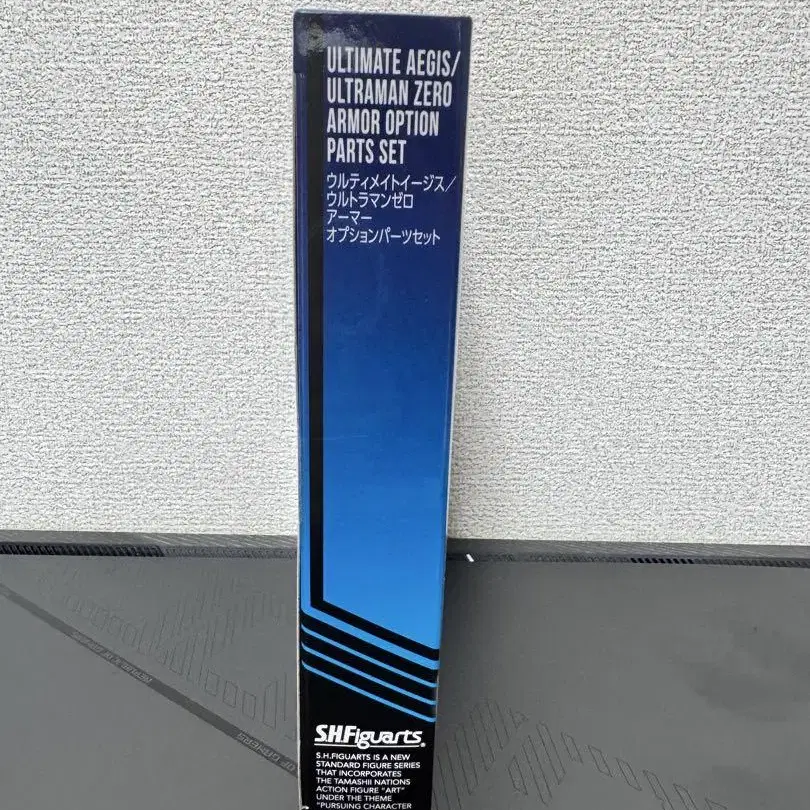 ULTIMATE AEGIS/
ULTRAMAN ZERO
ARMOR OPTION
PARTS SET
ウルティメイトイージス/
ウルトラマンゼロ
アーマー
オプションパーツセット
S.H.Figuarts®
S.H.FIGUARTS IS A NEW
STANDARD FIGURE SERIES
THAT INCORPORATES
THE TAMASHII NATIONS
ACTION FIGURE "ART"
UNDER THE THEME
"PURSUING CHARACTER
OF GAMERS